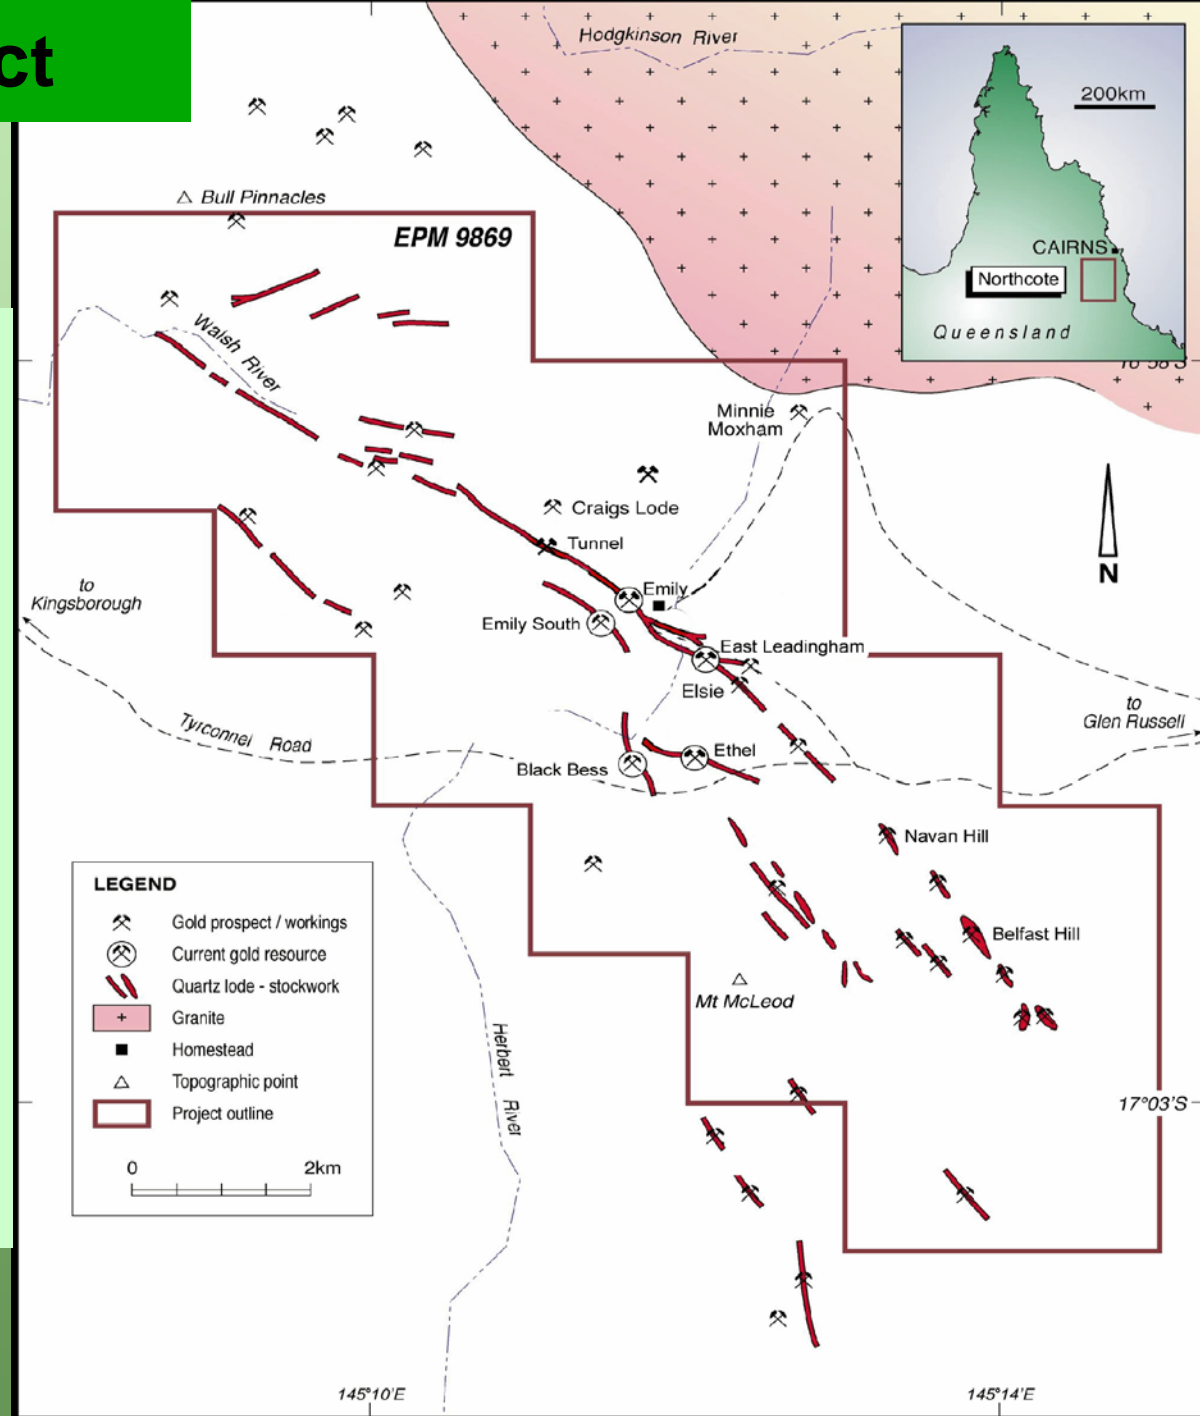 ct
Hodgkinson River
200km
CAIRNS
Northcote
Queensland
Bull Pinnacles
EPM 9869
Walsh River
16°58'S
Minnie
Moxham
Craigs Lode
Tunnel
N
to
Kingsborough
Emily
Emily South
East Leadingham
Elsie
to
Glen Russell
Tyrconnel Road
Ethel
Black Bess
Navan Hill
Belfast Hill
Mt McLeod
LEGEND
Gold prospect / workings
Current gold resource
Quartz lode - stockwork
Granite
Homestead
Topographic point
Project outline
0 2km
Herbert River
17°03'S
145°10'E
145°14'E